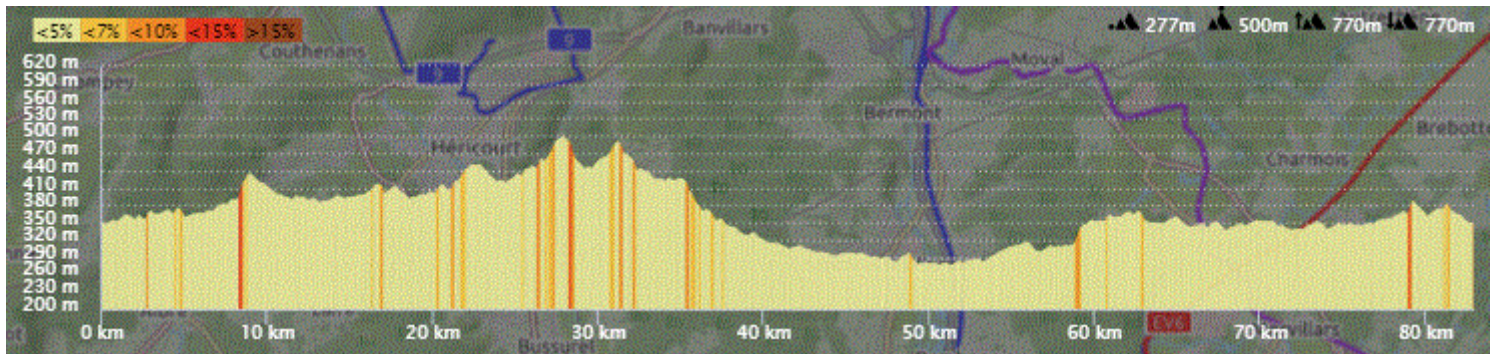 <5% <7% <10% <15% >15%
277m 500m 770m 770m
Banvillars
Couthenans
9
Moval
620 m
590 m
560 m
530 m
500 m
470 m
440 m
410 m
380 m
350 m
320 m
290 m
260 m
230 m
200 m
Bermont
Héricourt
Charmois
0 km 10 km 20 km 30 km 40 km 50 km 60 km 70 km 80 km
EV6
Bussurel